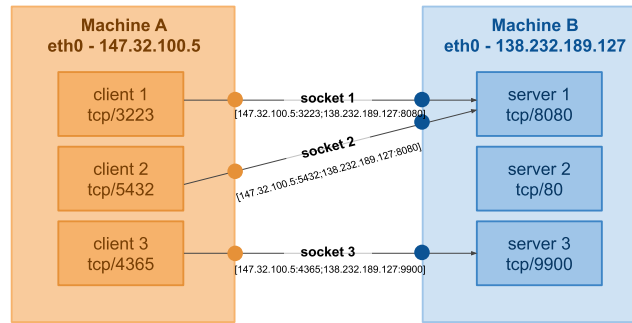 Machine A
eth0 - 147.32.100.5
client 1
tcp/3223
client 2
tcp/5432
client 3
tcp/4365
socket 1
[147.32.100.5:3223;138.232.189.127:8080]
socket 2
[147.32.100.5:5432;138.232.189.127:8080]
socket 3
[147.32.100.5:4365;138.232.189.127:9900]
Machine B
eth0 - 138.232.189.127
server 1
tcp/8080
server 2
tcp/80
server 3
tcp/9900